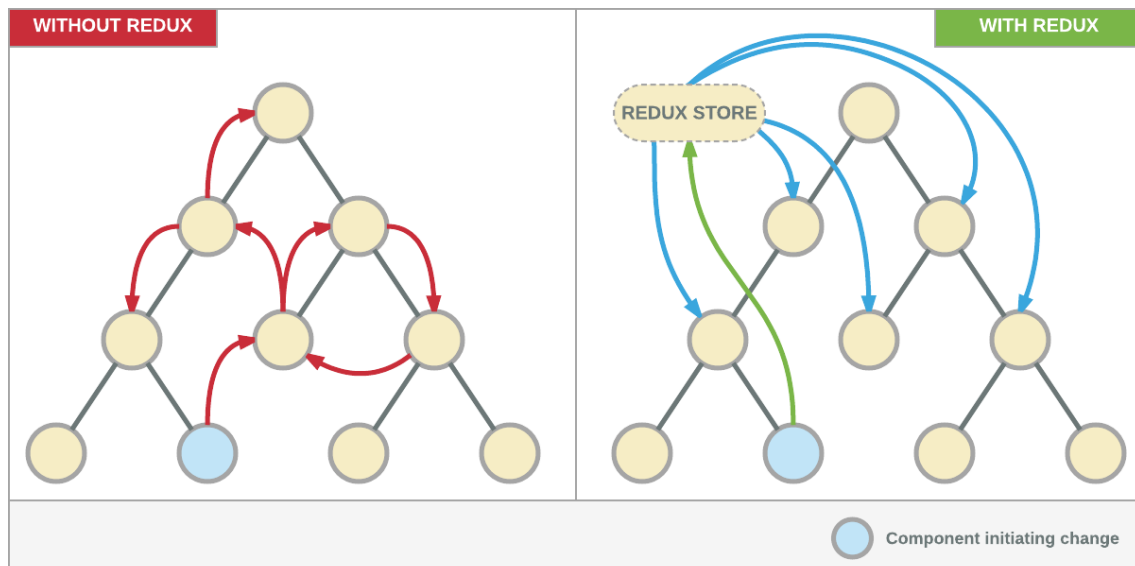 WITHOUT REDUX
WITH REDUX
REDUX STORE
Component initiating change